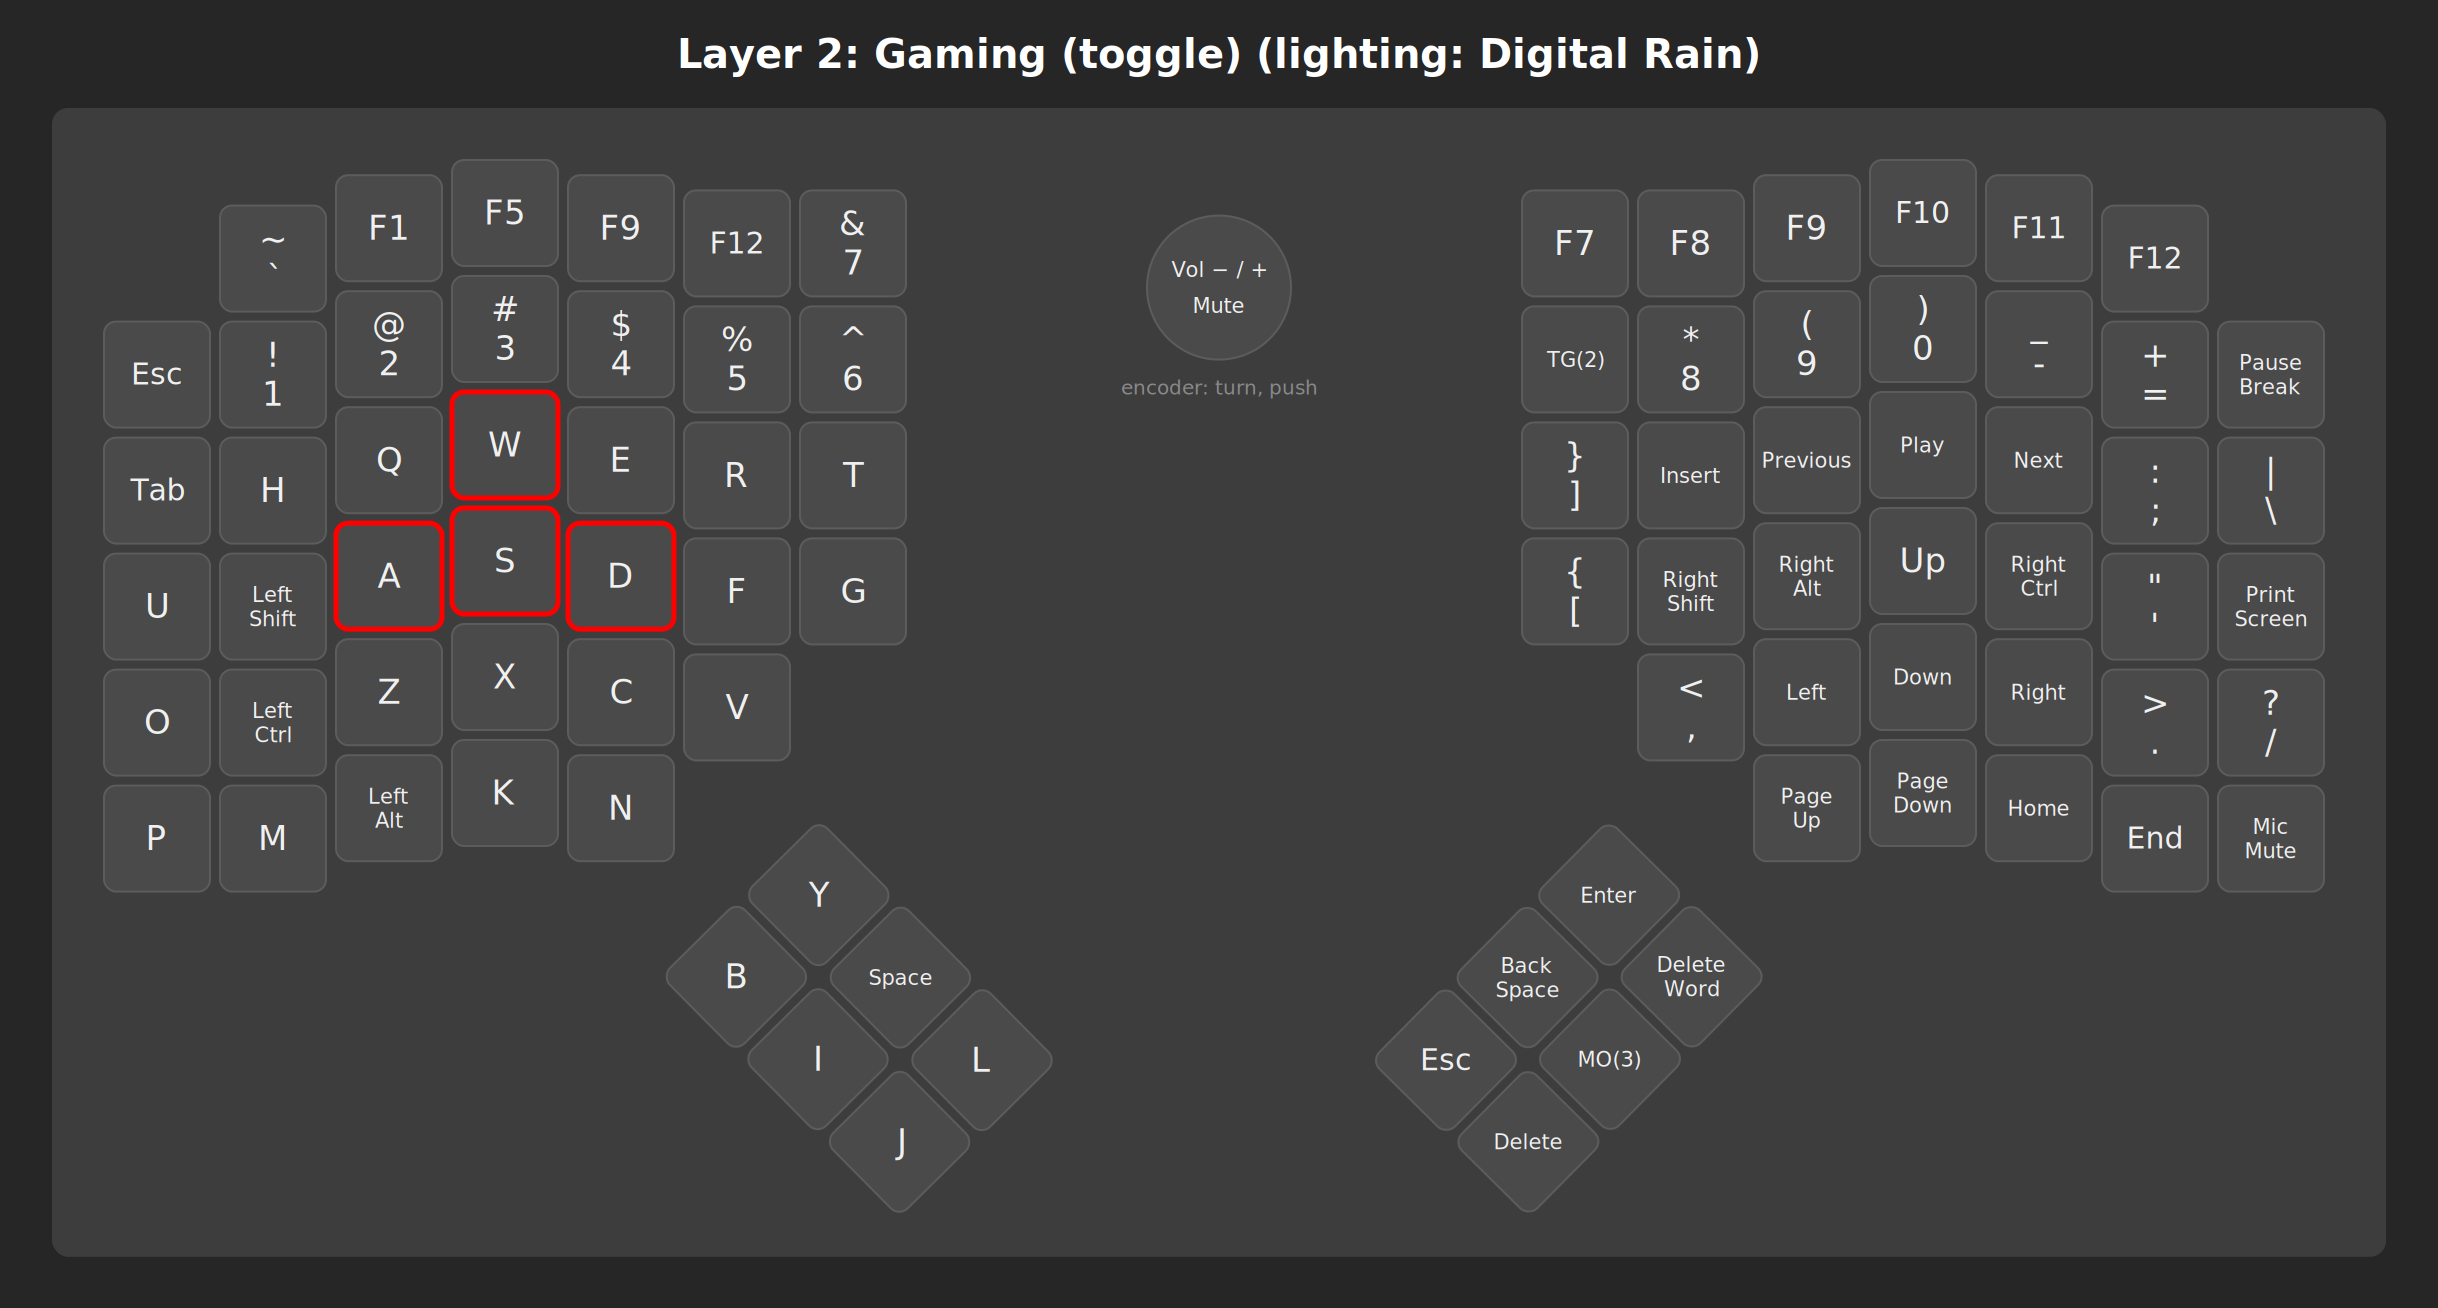 Layer 2: Gaming (toggle) (lighting: Digital Rain)
~
`
F1
F5
F9
F12
&
7
Esc
!
1
@
2
#
3
$
4
%
5
^
6
Tab
H
Q
W
E
R
T
U
Left
Shift
A
S
D
F
G
O
Left
Ctrl
Z
X
C
V
P
M
Left
Alt
K
N
Y
B
Space
I
L
J
Vol − / +
Mute
encoder: turn, push
F7
F8
F9
F10
F11
F12
TG(2)
*
8
(
9
)
0
_
-
+
=
Pause
Break
}
]
Insert
Previous
Play
Next
:
;
|
\
{
[
Right
Shift
Right
Alt
Up
Right
Ctrl
"
'
Print
Screen
<
,
Left
Down
Right
>
.
?
/
Page
Up
Page
Down
Home
End
Mic
Mute
Enter
Back
Space
Delete
Word
Esc
MO(3)
Delete